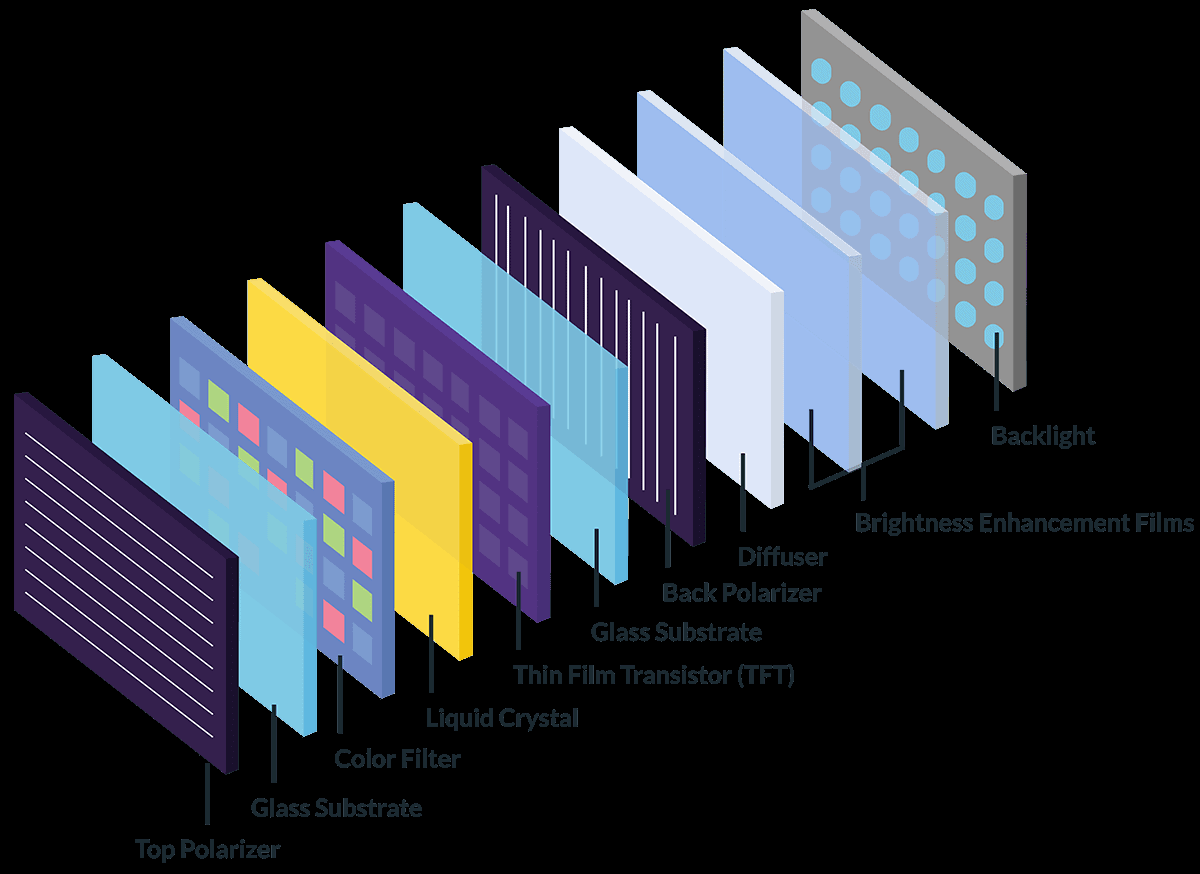 Backlight
Brightness Enhancement Films
Diffuser
Back Polarizer
Glass Substrate
Thin Film Transistor (TFT)
Liquid Crystal
Color Filter
Glass Substrate
Top Polarizer